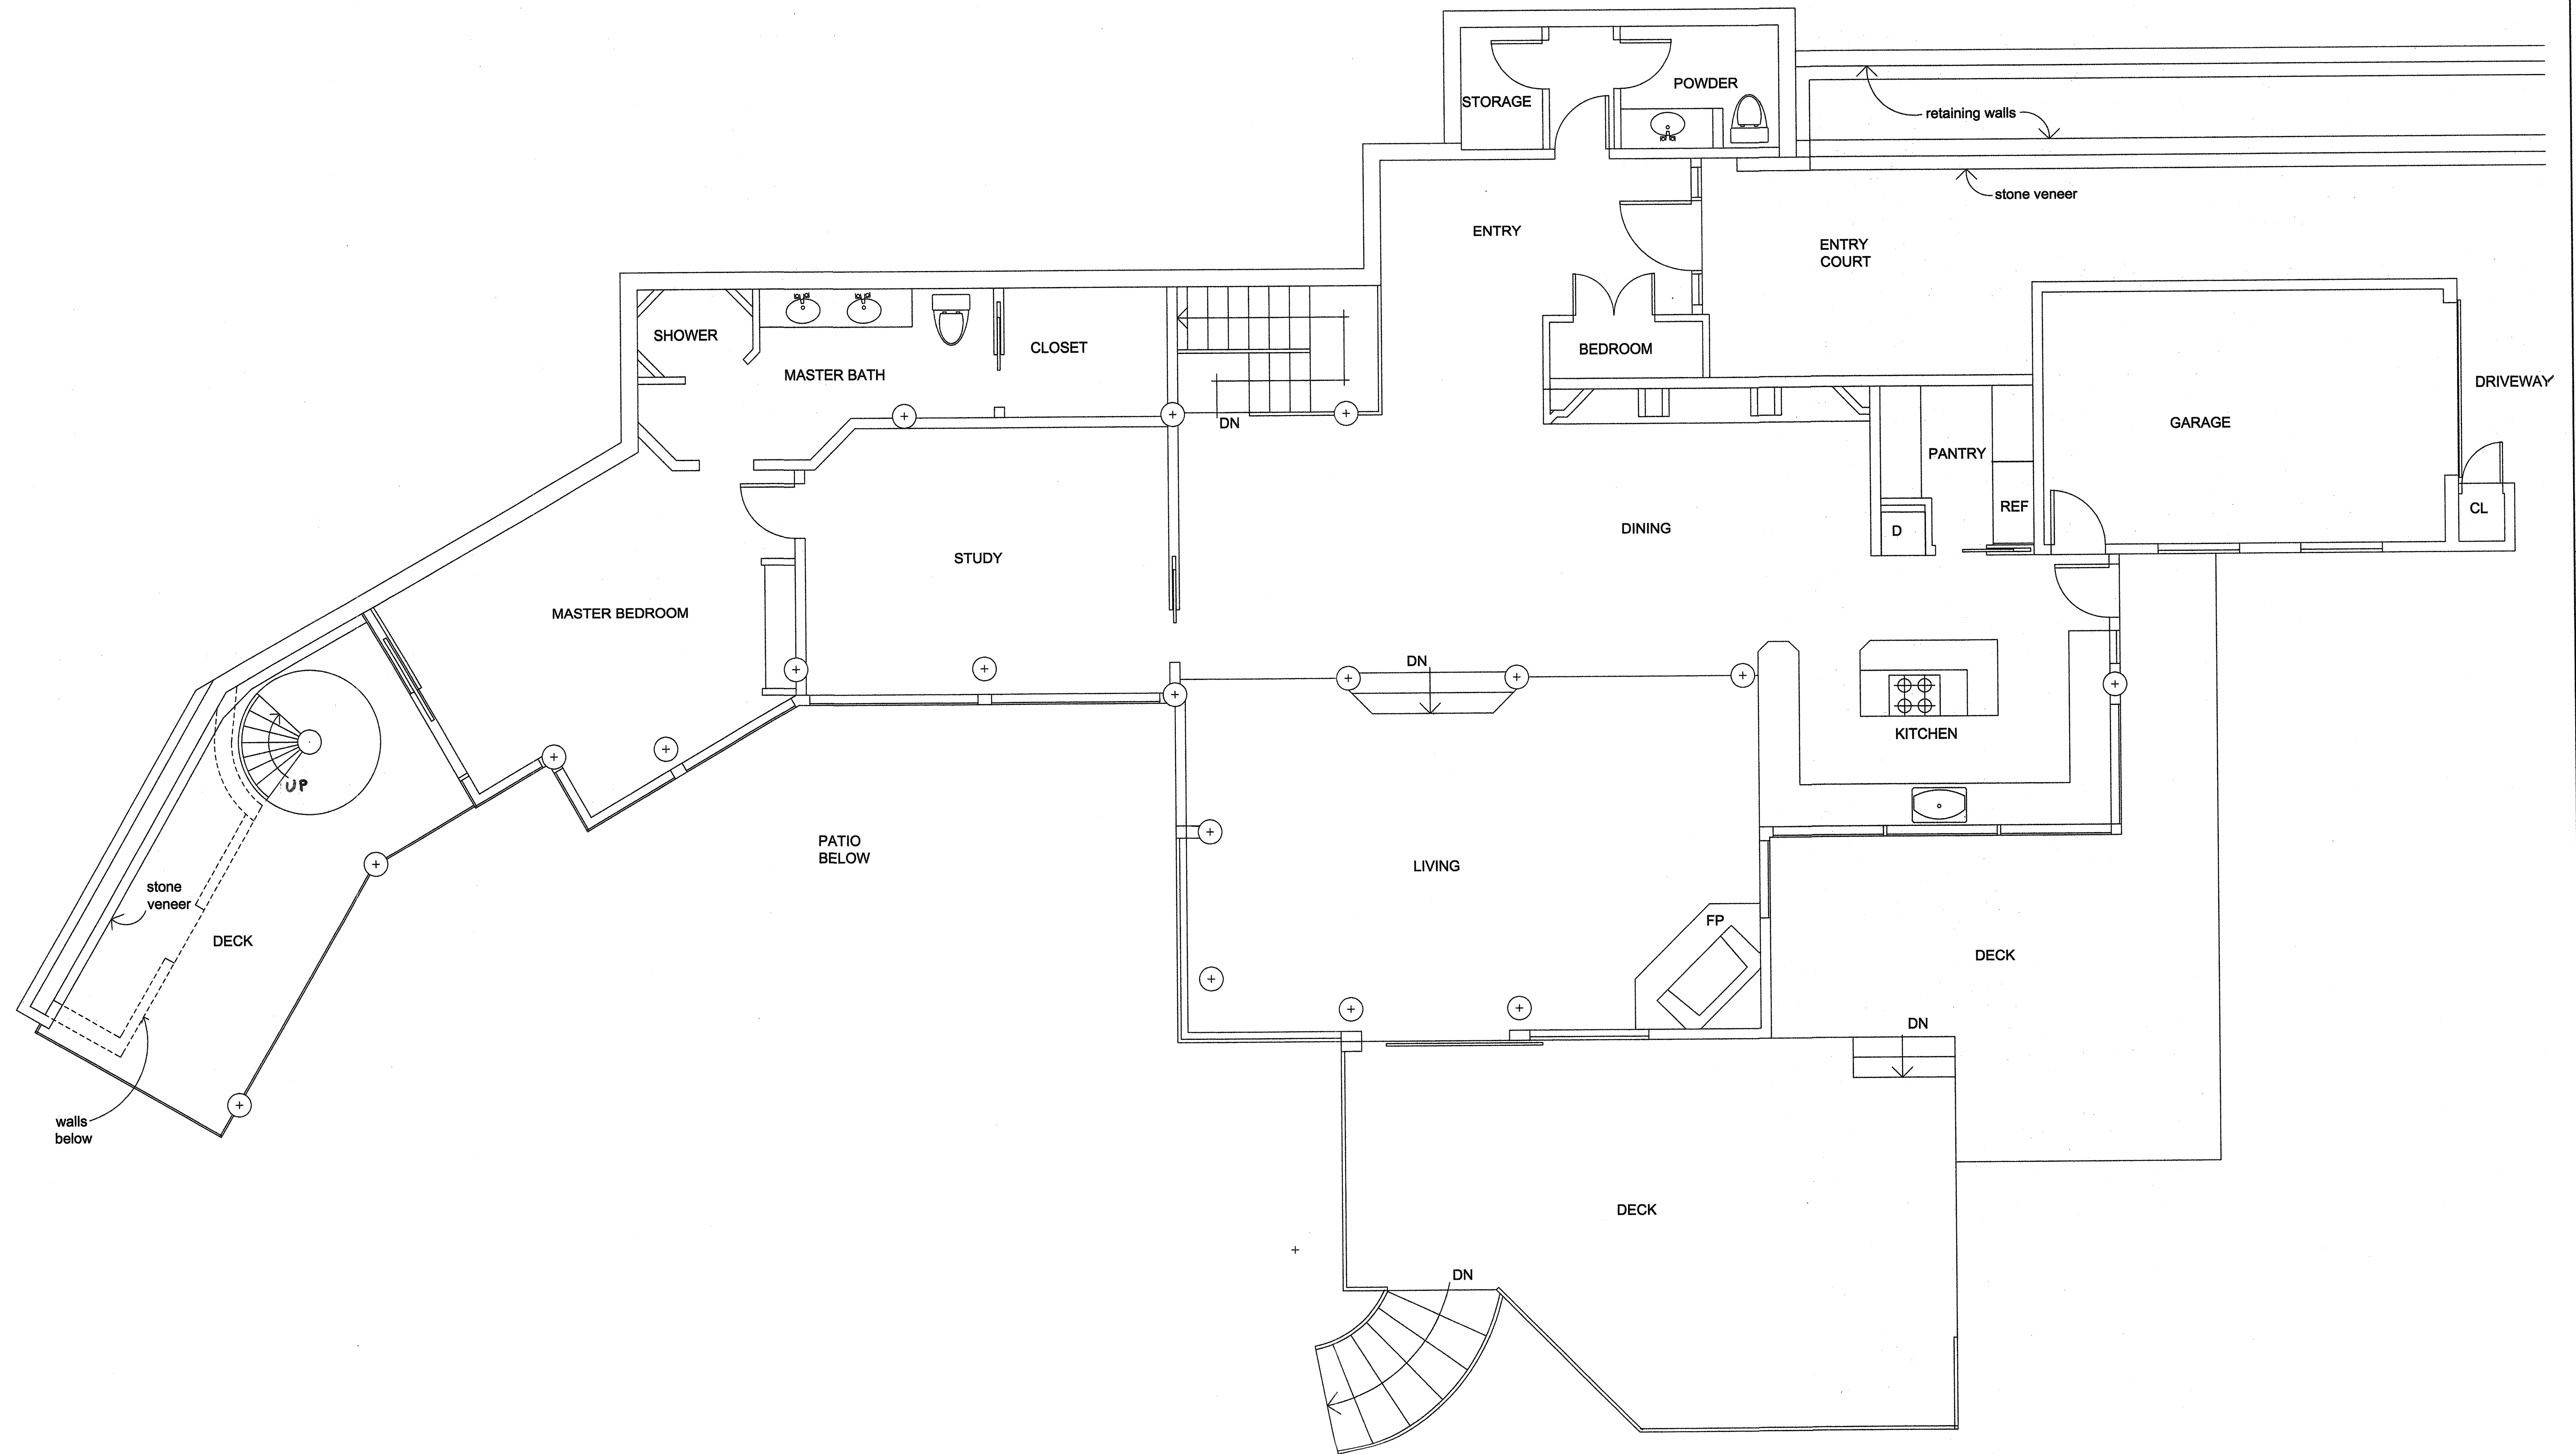 STORAGE
POWDER
retaining walls
stone veneer
ENTRY
ENTRY
COURT
SHOWER
MASTER BATH
CLOSET
BEDROOM
DRIVEWAY
DN
GARAGE
PANTRY
REF
CL
D
DINING
STUDY
MASTER BEDROOM
DN
KITCHEN
UP
PATIO
BELOW
LIVING
stone
veneer
DECK
FP
DECK
DN
walls
below
DECK
DN